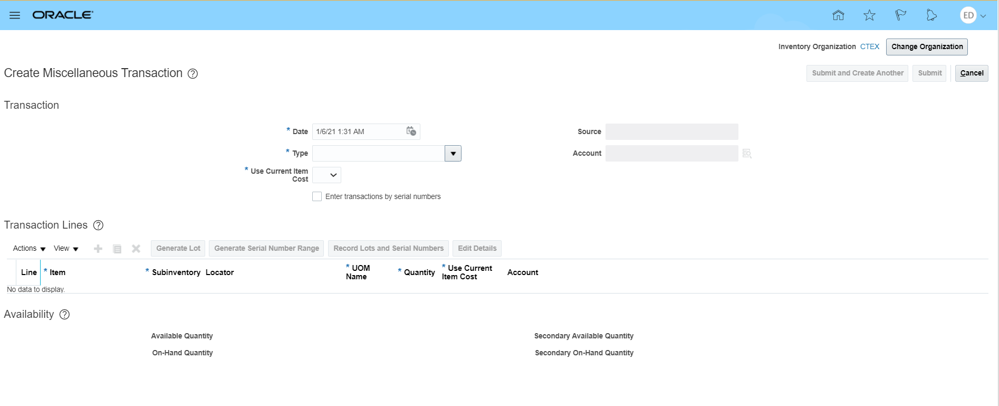 ORACLE
ED
Inventory Organization CTEX Change Organization
Create Miscellaneous Transaction ?
Submit and Create Another Submit Cancel
Transaction
* Date 1/6/21 1:31 AM
Source
* Type
Account
* Use Current Item
Cost
Enter transactions by serial numbers
Transaction Lines ?
Actions View Generate Lot Generate Serial Number Range Record Lots and Serial Numbers Edit Details
Line * Item * Subinventory Locator * UOM Name * Quantity * Use Current Item Cost Account
No data to display.
Availability ?
Available Quantity
Secondary Available Quantity
On-Hand Quantity
Secondary On-Hand Quantity